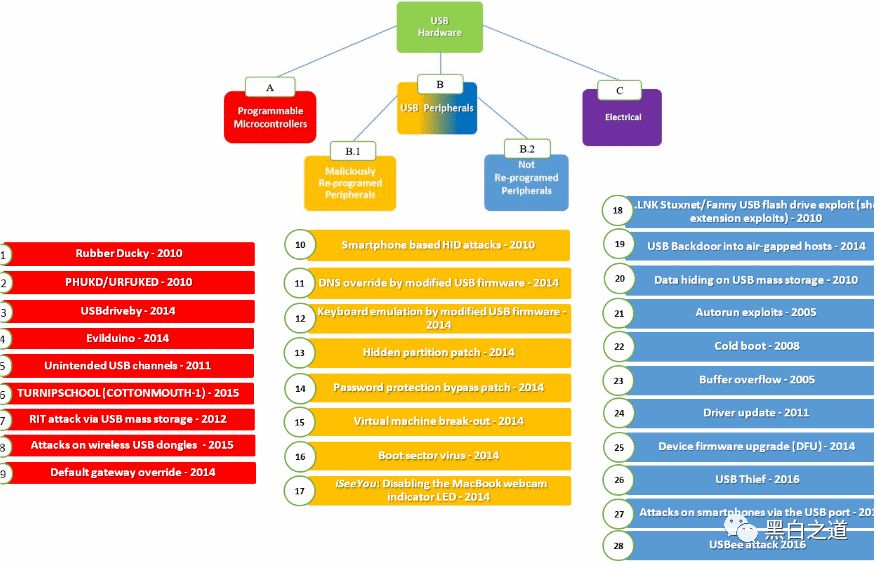 USB
Hardware
A
B
C
Programmable
Microcontrollers
USB Peripherals
Electrical
B.1
B.2
Maliciously
Re-programed
Peripherals
Not
Re-programed
Peripherals
1
Rubber Ducky - 2010
2
PHUKD/URFUKED - 2010
3
USBdriveby - 2014
4
Evilduino - 2014
5
Unintended USB channels - 2011
6
TURNIPSCHOOL (COTTONMOUTH-1) - 2015
7
RIT attack via USB mass storage - 2012
8
Attacks on wireless USB dongles - 2015
9
Default gateway override - 2014
10
Smartphone based HID attacks - 2010
11
DNS override by modified USB firmware - 2014
12
Keyboard emulation by modified USB firmware -
2014
13
Hidden partition patch - 2014
14
Password protection bypass patch - 2014
15
Virtual machine break-out - 2014
16
Boot sector virus - 2014
17
iSeeYou: Disabling the MacBook webcam
indicator LED - 2014
18
.LNK Stuxnet/Fanny USB flash drive exploit (
extension exploits) - 2010
19
USB Backdoor into air-gapped hosts - 2014
20
Data hiding on USB mass storage - 2010
21
Autorun exploits - 2005
22
Cold boot - 2008
23
Buffer overflow - 2005
24
Driver update - 2011
25
Device firmware upgrade (DFU) - 2014
26
USB Thief - 2016
27
Attacks on smartphones via the USB port -
28
USBee attack 2016
黑白之道